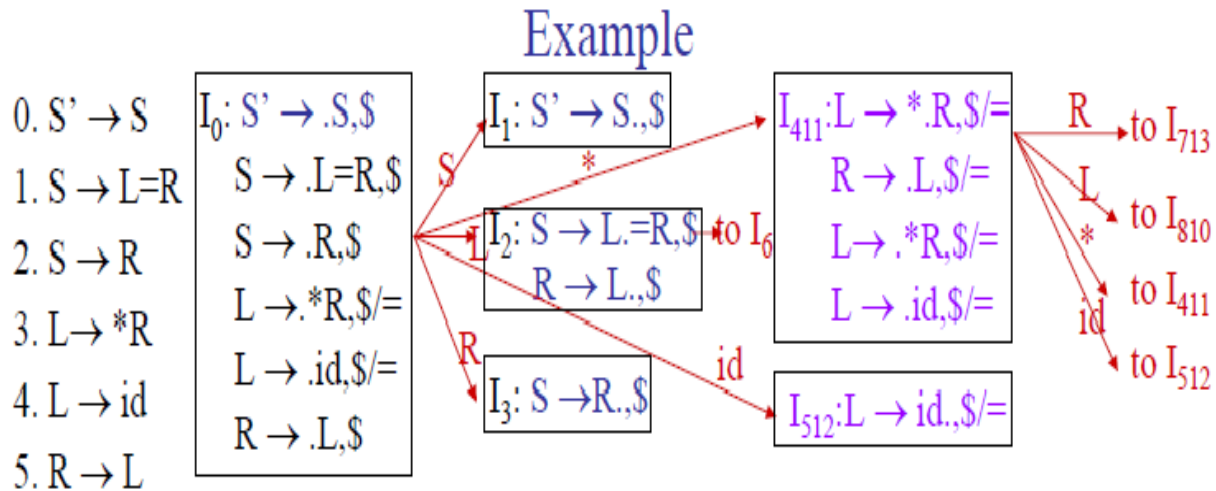 Example
0. S’ → S
1. S → L=R
2. S → R
3. L→ *R
4. L → id
5. R → L
I₀: S’ → .S,$
S → .L=R,$
S → .R,$
L →.*R,$/=
L → .id,$/=
R → .L,$
S
*
L
R
id
I₁: S’ → S.,$
I₂: S → L.=R,$
R → L.,$
to I₆
I₃: S →R.,$
I₄₁₁:L → *.R,$/=
R → .L,$/=
L→ .*R,$/=
L → .id,$/=
I₅₁₂:L → id.,$/=
R
to I₇₁₃
L
to I₈₁₀
*
to I₄₁₁
id
to I₅₁₂